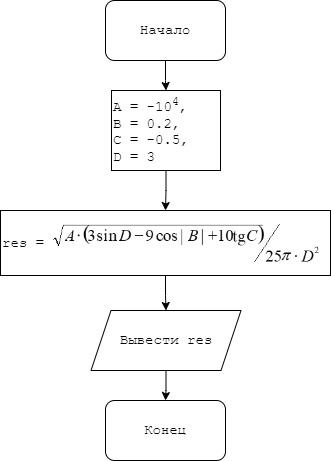 Начало
A = -10⁴,
B = 0.2,
C = -0.5,
D = 3
res = √A·(3sinD−9cos|B|+10tgC)/25π·D²
Вывести res
Конец